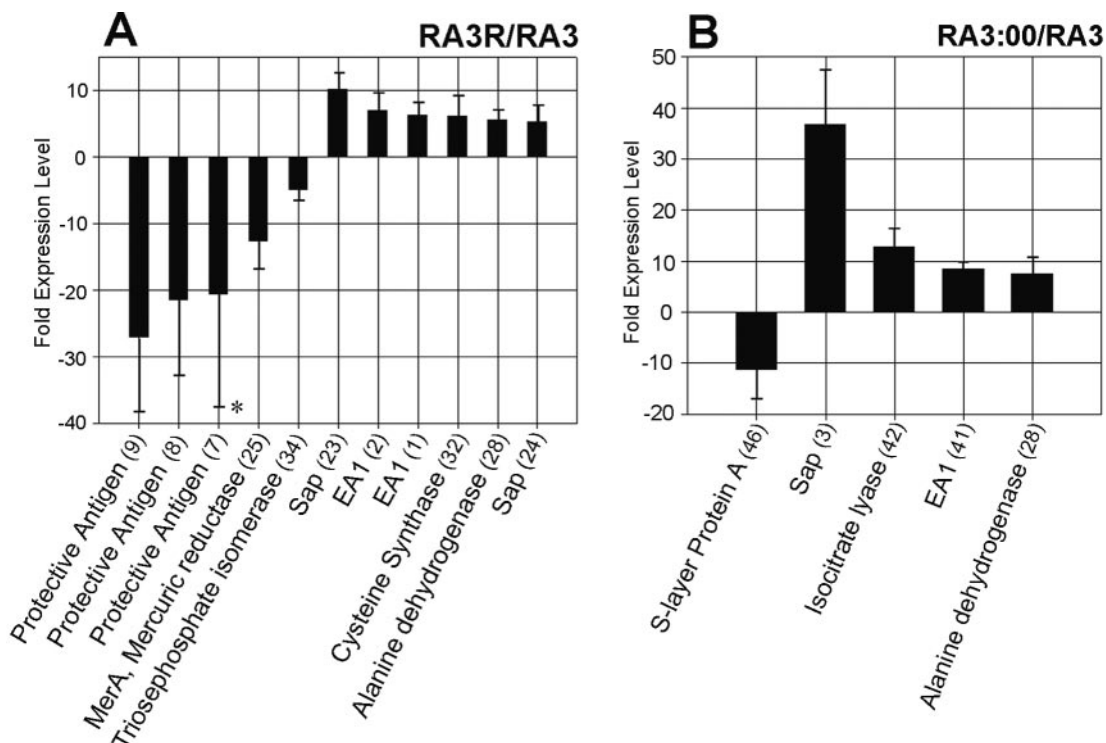 A
RA3R/RA3
Fold Expression Level
10
0
-10
-20
-30
-40
*
Protective Antigen (9)
Protective Antigen (8)
Protective Antigen (7)
MerA, Mercuric reductase (25)
Triosephosphate isomerase (34)
Sap (23)
EA1 (2)
EA1 (1)
Cysteine Synthase (32)
Alanine dehydrogenase (28)
Sap (24)
B
RA3:00/RA3
Fold Expression Level
50
40
30
20
10
0
-10
-20
S-layer Protein A (46)
Sap (3)
Isocitrate lyase (42)
EA1 (41)
Alanine dehydrogenase (28)